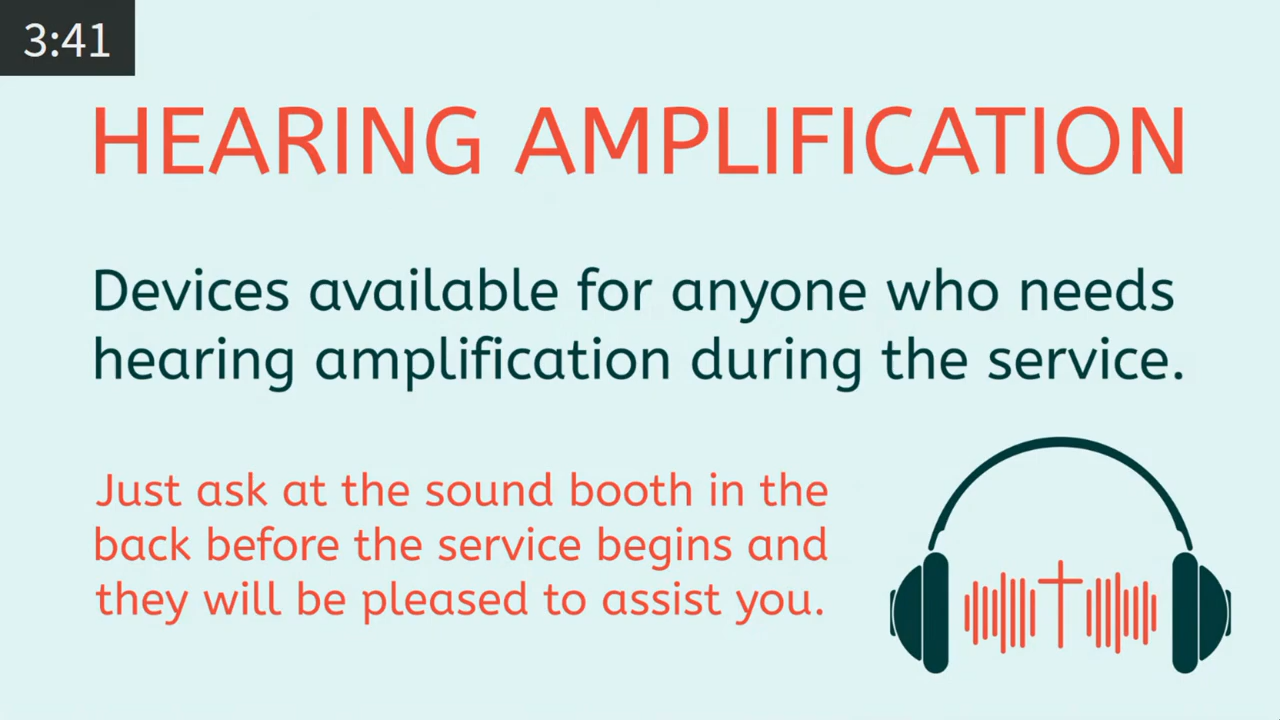 3:41
HEARING AMPLIFICATION
Devices available for anyone who needs
hearing amplification during the service.
Just ask at the sound booth in the
back before the service begins and
they will be pleased to assist you.